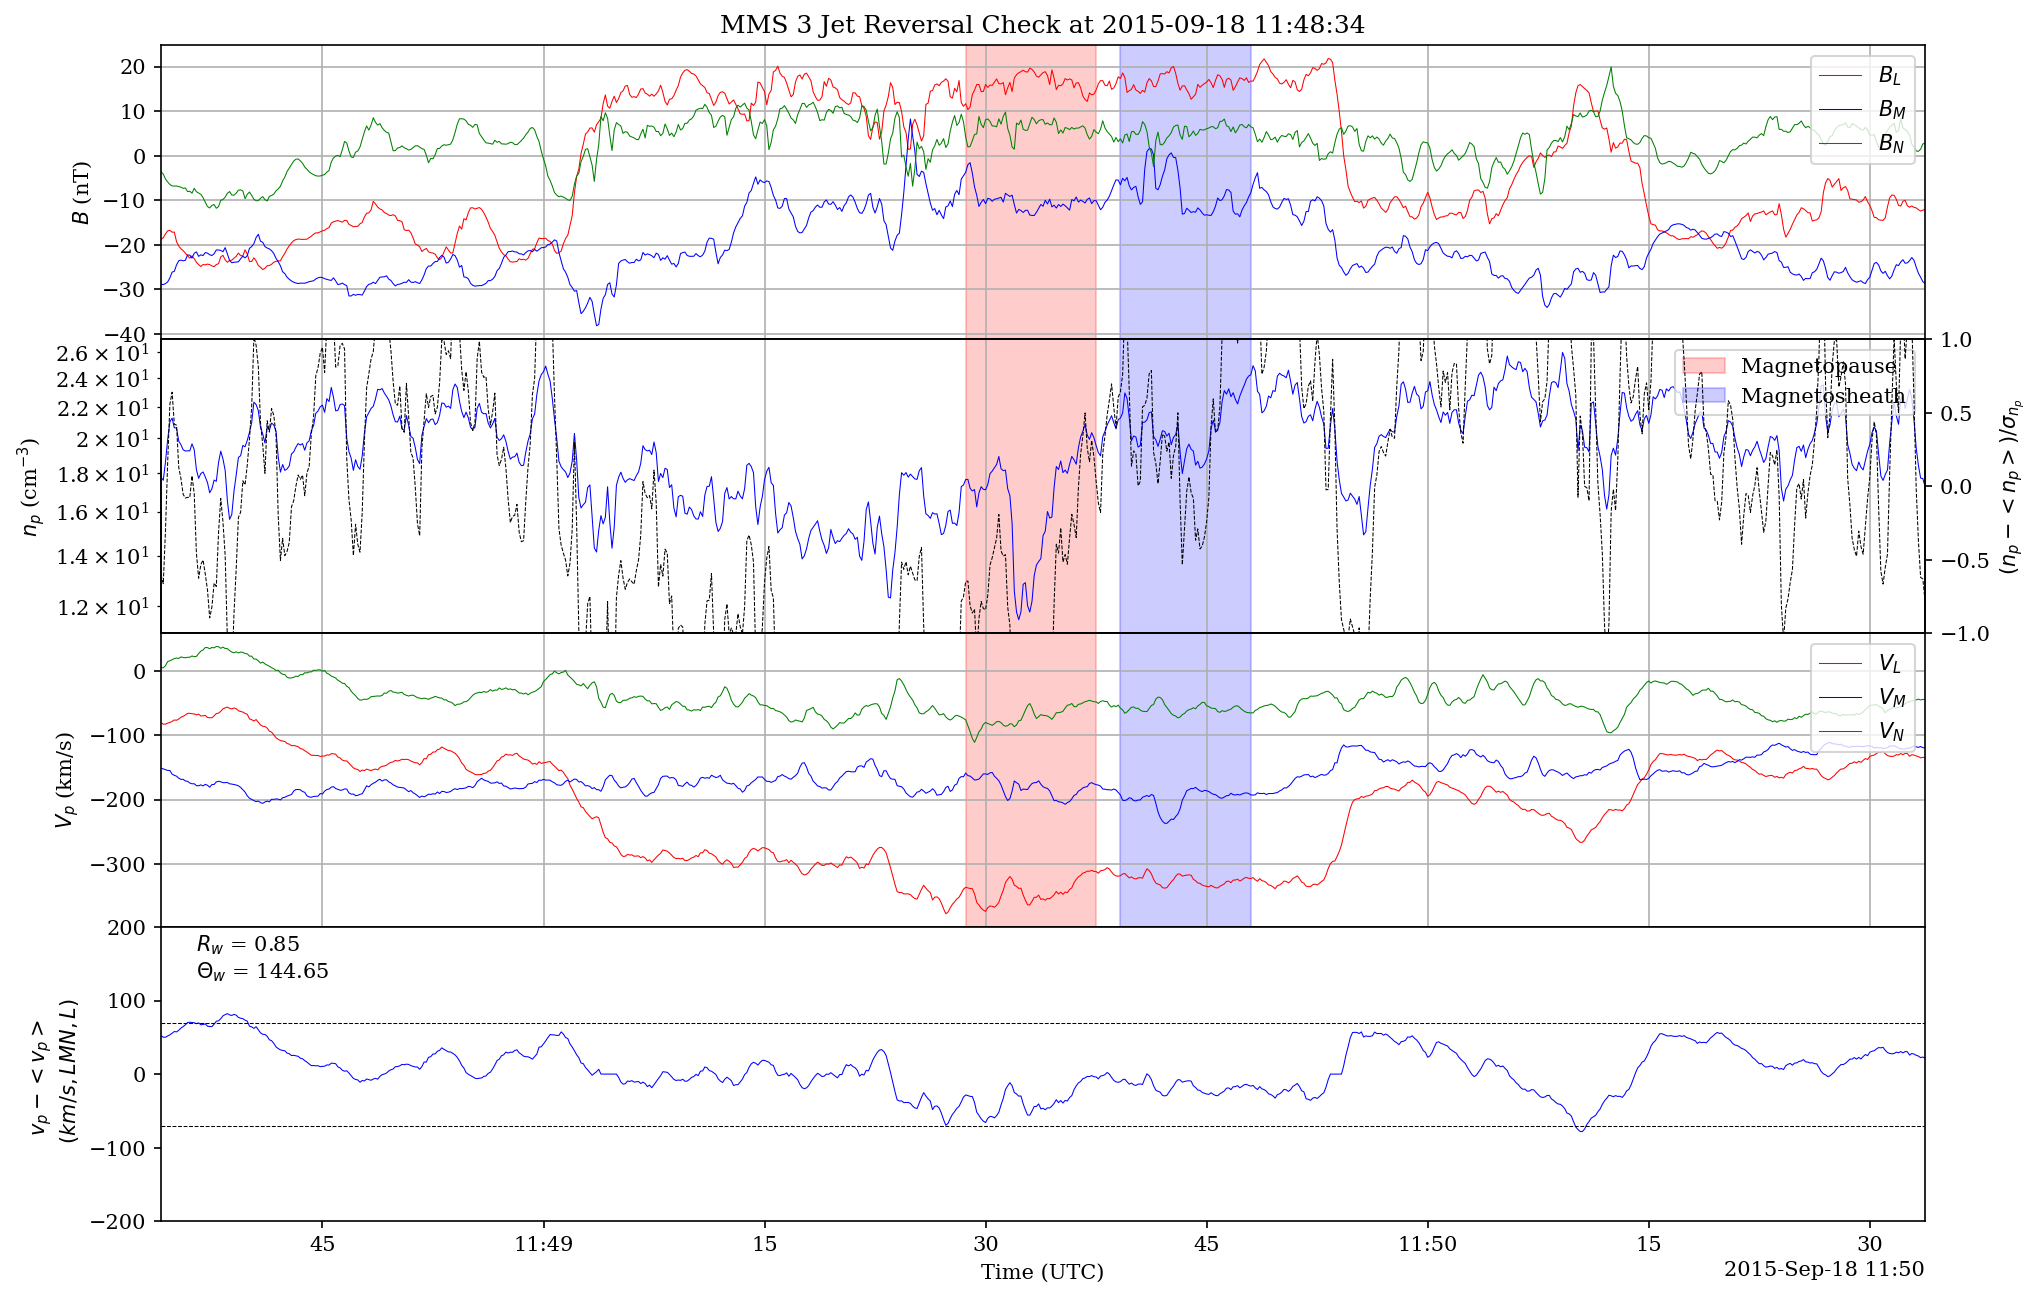 MMS 3 Jet Reversal Check at 2015-09-18 11:48:34
20
10
0
−10
−20
−30
−40
B (nT)
B_L
B_M
B_N
2.6 × 10^1
2.4 × 10^1
2.2 × 10^1
2 × 10^1
1.8 × 10^1
1.6 × 10^1
1.4 × 10^1
1.2 × 10^1
n_p (cm^−3)
Magnetopause
Magnetosheath
1.0
0.5
0.0
−0.5
−1.0
(n_p − < n_p > )/σ_{n_p}
0
−100
−200
−300
V_p (km/s)
V_L
V_M
V_N
200
100
0
−100
−200
v_p − < v_p >
(km/s, LMN, L)
R_w = 0.85
Θ_w = 144.65
45 11:49 15 30 45 11:50 15 30
Time (UTC)
2015-Sep-18 11:50